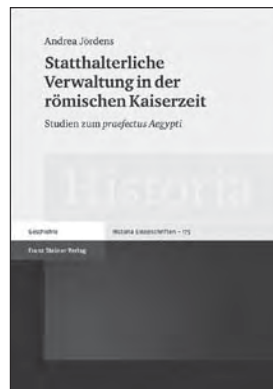 Andrea Jördens
Statthalterliche
Verwaltung in der
römischen Kaiserzeit
Studien zum praefectus Aegypti
Historia
Geschichte
Historia Einzelschriften – 175
Franz Steiner Verlag